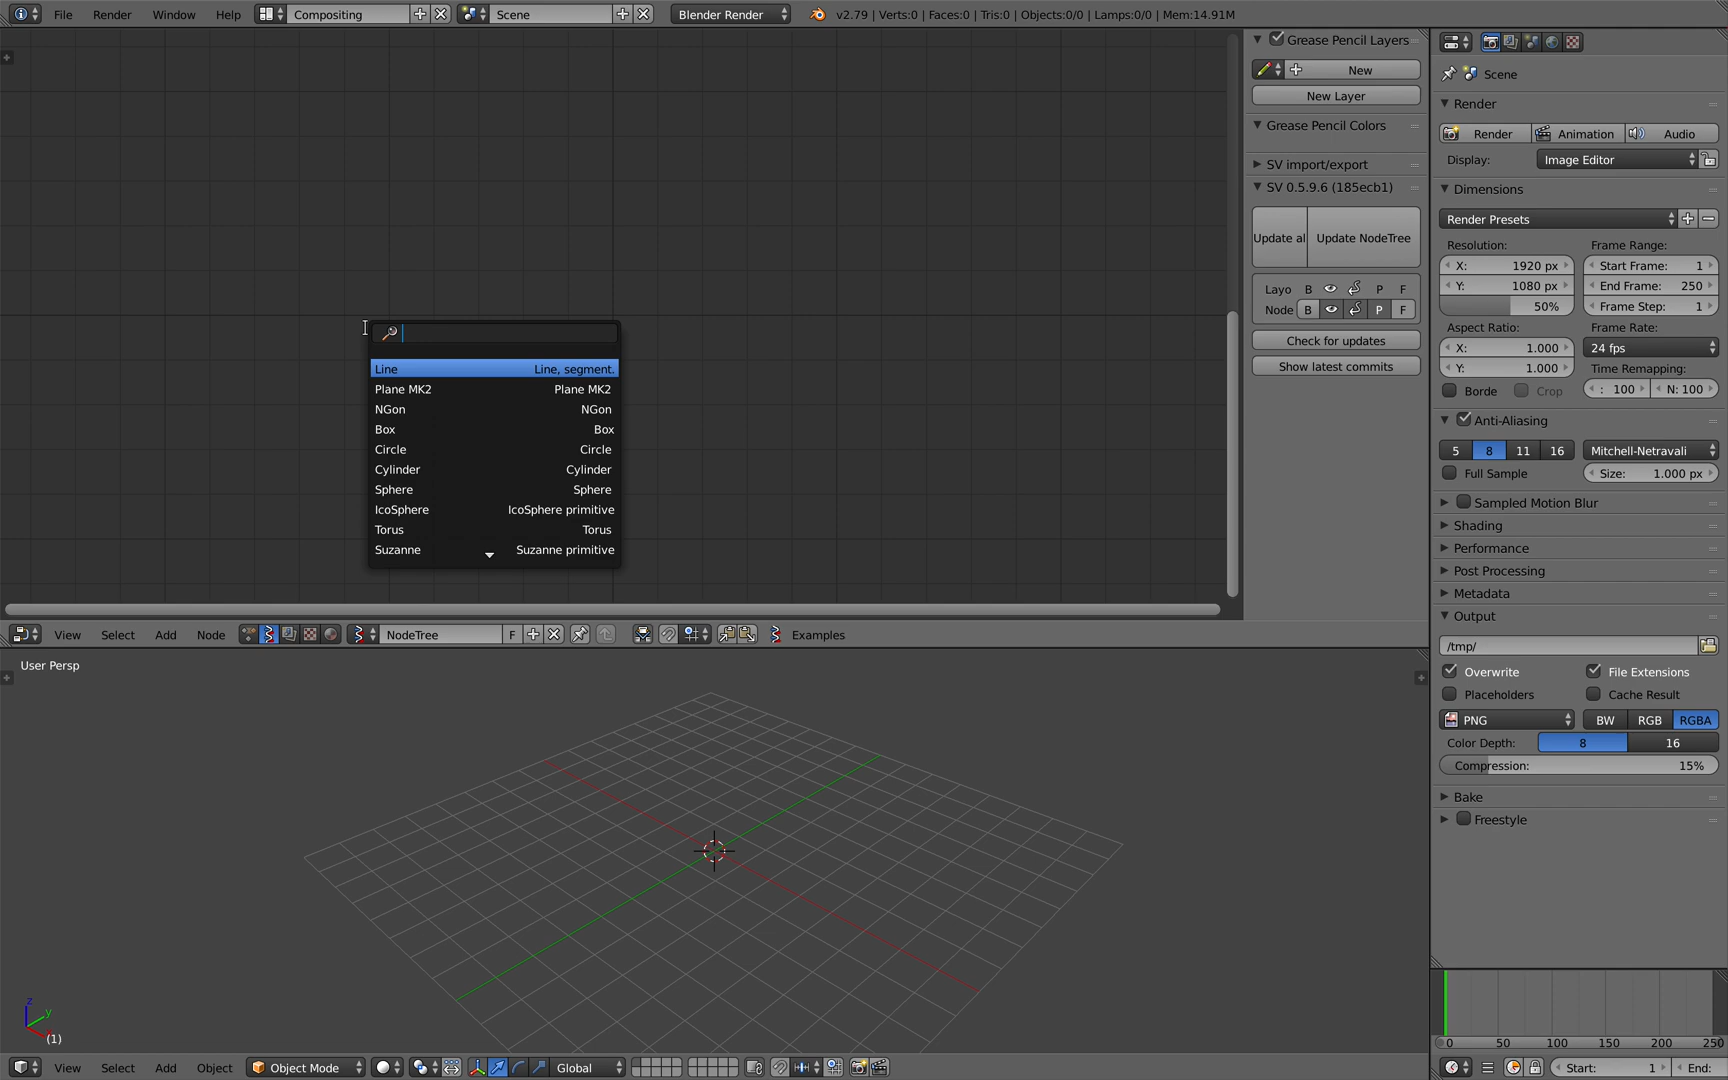 File Render Window Help Compositing Scene Blender Render v2.79 | Verts:0 | Faces:0 | Tris:0 | Objects:0/0 | Lamps:0/0 | Mem:14.91M
Grease Pencil Layers
New
New Layer
Grease Pencil Colors
SV import/export
SV 0.5.9.6 (185ecb1)
Update al Update NodeTree
Layo B P F
Node B P F
Check for updates
Show latest commits
Line Line, segment.
Plane MK2 Plane MK2
NGon NGon
Box Box
Circle Circle
Cylinder Cylinder
Sphere Sphere
IcoSphere IcoSphere primitive
Torus Torus
Suzanne Suzanne primitive
View Select Add Node NodeTree F Examples
User Persp
z
y
(1)
View Select Add Object Object Mode Global
Scene
Render
Render Animation Audio
Display: Image Editor
Dimensions
Render Presets
Resolution: Frame Range:
X: 1920 px Start Frame: 1
Y: 1080 px End Frame: 250
50% Frame Step: 1
Aspect Ratio: Frame Rate:
X: 1.000 24 fps
Y: 1.000 Time Remapping:
Borde Crop : 100 N: 100
Anti-Aliasing
5 8 11 16 Mitchell-Netravali
Full Sample Size: 1.000 px
Sampled Motion Blur
Shading
Performance
Post Processing
Metadata
Output
/tmp/
Overwrite File Extensions
Placeholders Cache Result
PNG BW RGB RGBA
Color Depth: 8 16
Compression: 15%
Bake
Freestyle
0 50 100 150 200 250
Start: 1 End: